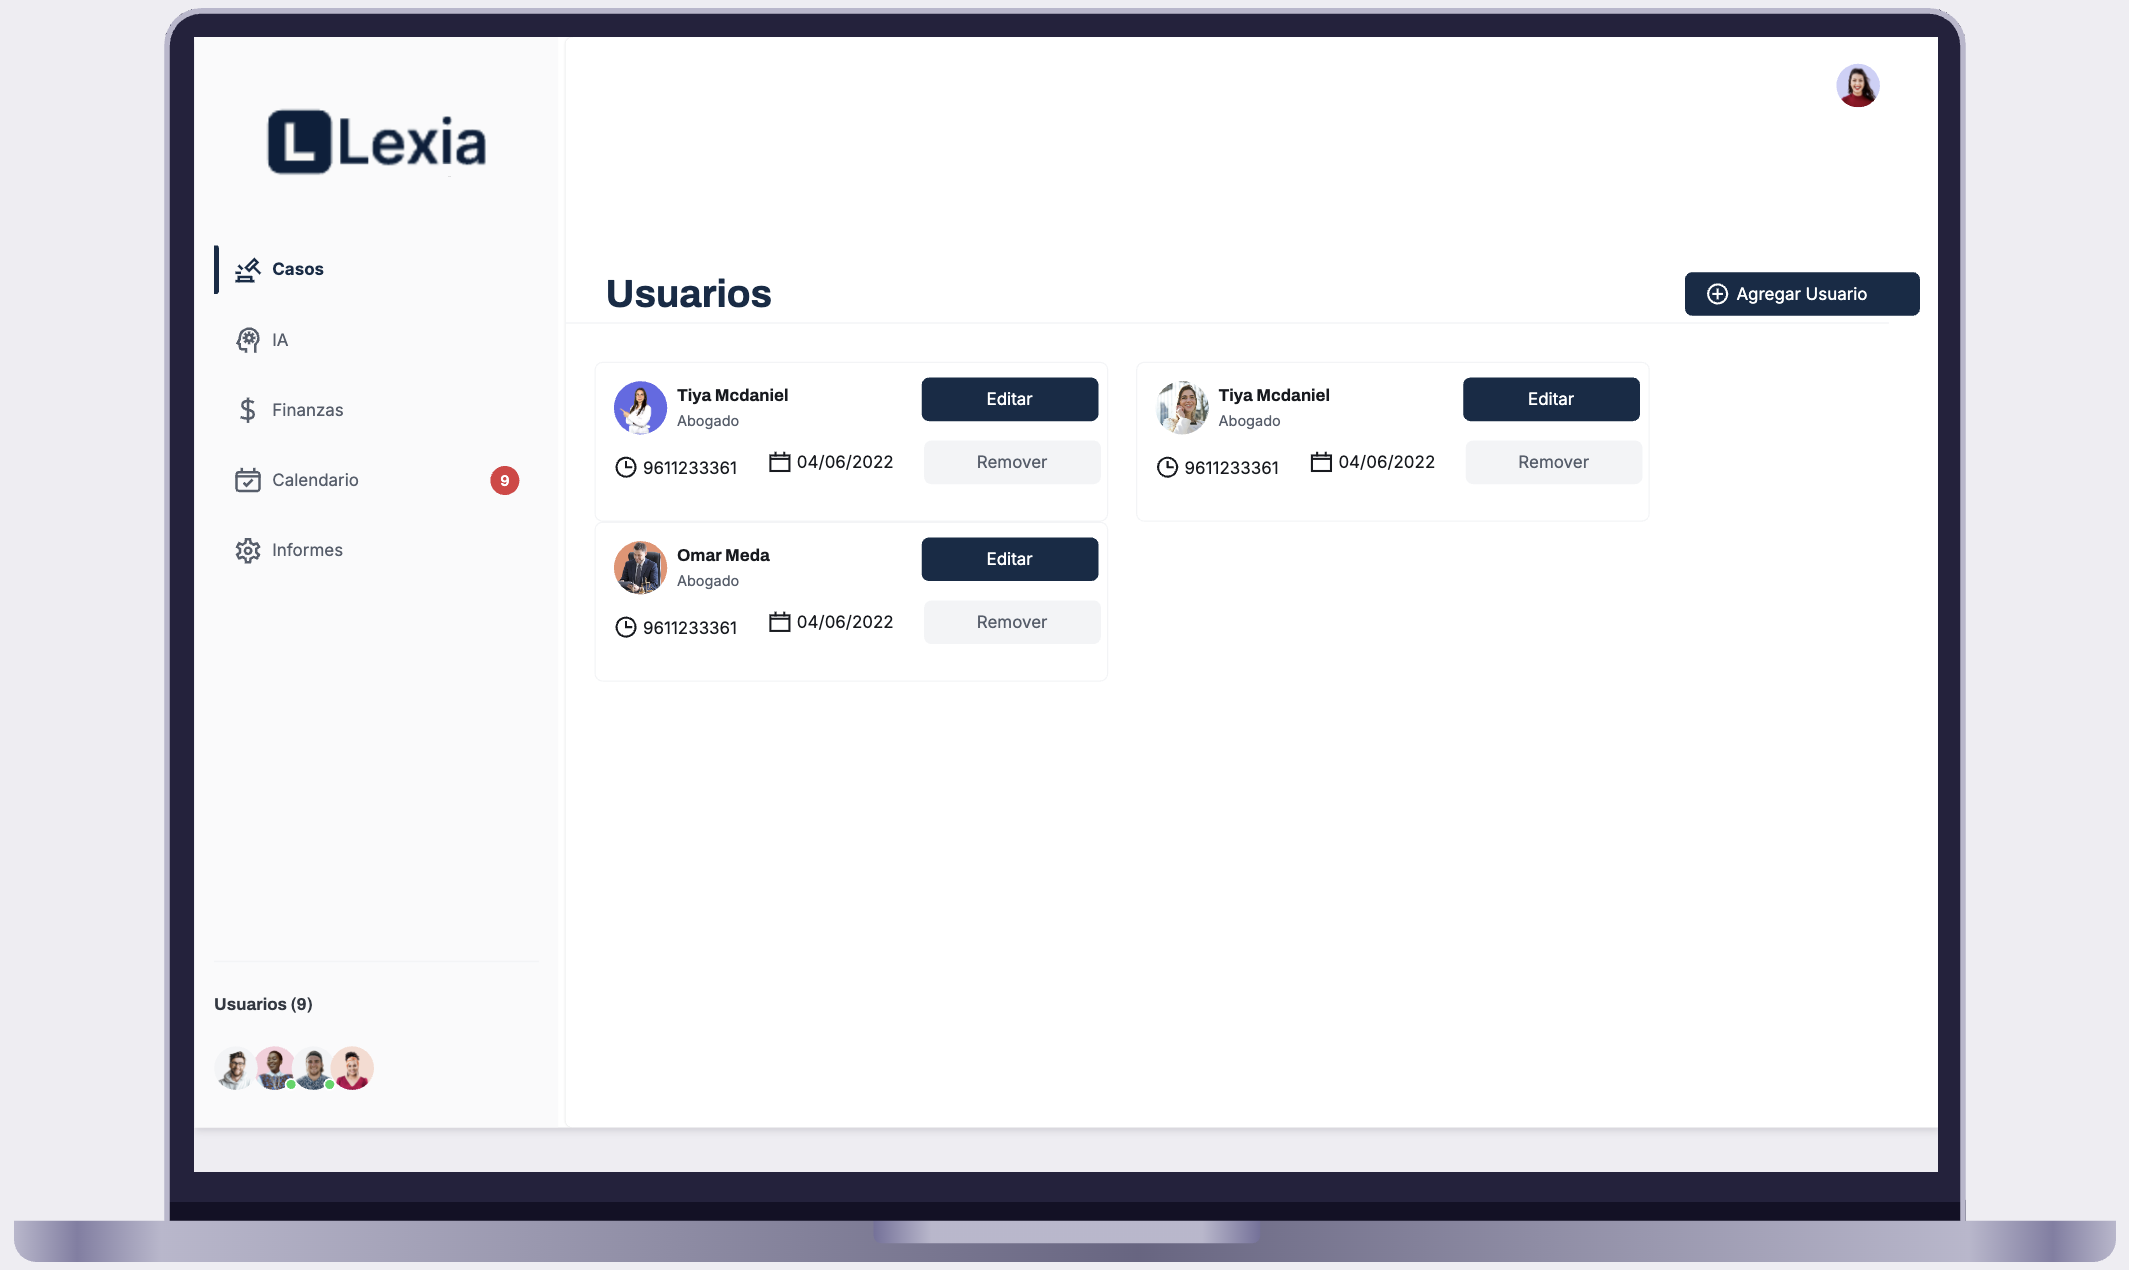 L Lexia
Casos
IA
Finanzas
Calendario 9
Informes
Usuarios (9)
Usuarios
Agregar Usuario
Tiya Mcdaniel
Abogado
9611233361 04/06/2022
Editar
Remover
Tiya Mcdaniel
Abogado
9611233361 04/06/2022
Editar
Remover
Omar Meda
Abogado
9611233361 04/06/2022
Editar
Remover